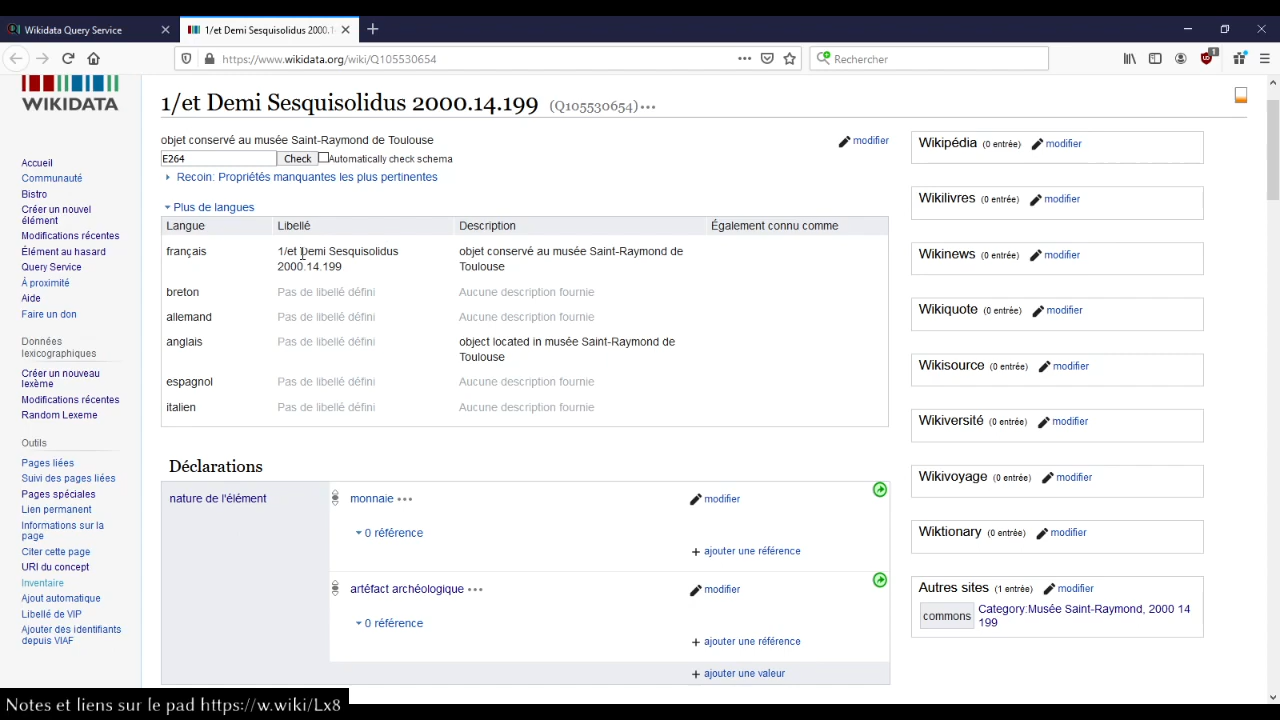 Wikidata Query Service
1/et Demi Sesquisolidus 2000.1
https://www.wikidata.org/wiki/Q105530654
Rechercher
1
WIKIDATA
Accueil
Communauté
Bistro
Créer un nouvel
élément
Modifications récentes
Élément au hasard
Query Service
À proximité
Aide
Faire un don
Données
lexicographiques
Créer un nouveau
lexème
Modifications récentes
Random Lexeme
Outils
Pages liées
Suivi des pages liées
Pages spéciales
Lien permanent
Informations sur la
page
Citer cette page
URI du concept
Inventaire
Ajout automatique
Libellé de VIP
Ajouter des identifiants
depuis VIAF
1/et Demi Sesquisolidus 2000.14.199 (Q105530654)
objet conservé au musée Saint-Raymond de Toulouse
modifier
E264 Check Automatically check schema
Recoin: Propriétés manquantes les plus pertinentes
Plus de langues
Langue Libellé Description Également connu comme
français 1/et Demi Sesquisolidus objet conservé au musée Saint-Raymond de
2000.14.199 Toulouse
breton Pas de libellé défini Aucune description fournie
allemand Pas de libellé défini Aucune description fournie
anglais Pas de libellé défini object located in musée Saint-Raymond de
Toulouse
espagnol Pas de libellé défini Aucune description fournie
italien Pas de libellé défini Aucune description fournie
Déclarations
nature de l'élément monnaie modifier
0 référence
+ ajouter une référence
artéfact archéologique modifier
0 référence
+ ajouter une référence
+ ajouter une valeur
Wikipédia (0 entrée) modifier
Wikilivres (0 entrée) modifier
Wikinews (0 entrée) modifier
Wikiquote (0 entrée) modifier
Wikisource (0 entrée) modifier
Wikiversité (0 entrée) modifier
Wikivoyage (0 entrée) modifier
Wiktionary (0 entrée) modifier
Autres sites (1 entrée) modifier
commons Category:Musée Saint-Raymond, 2000 14
199
Notes et liens sur le pad https://w.wiki/Lx8